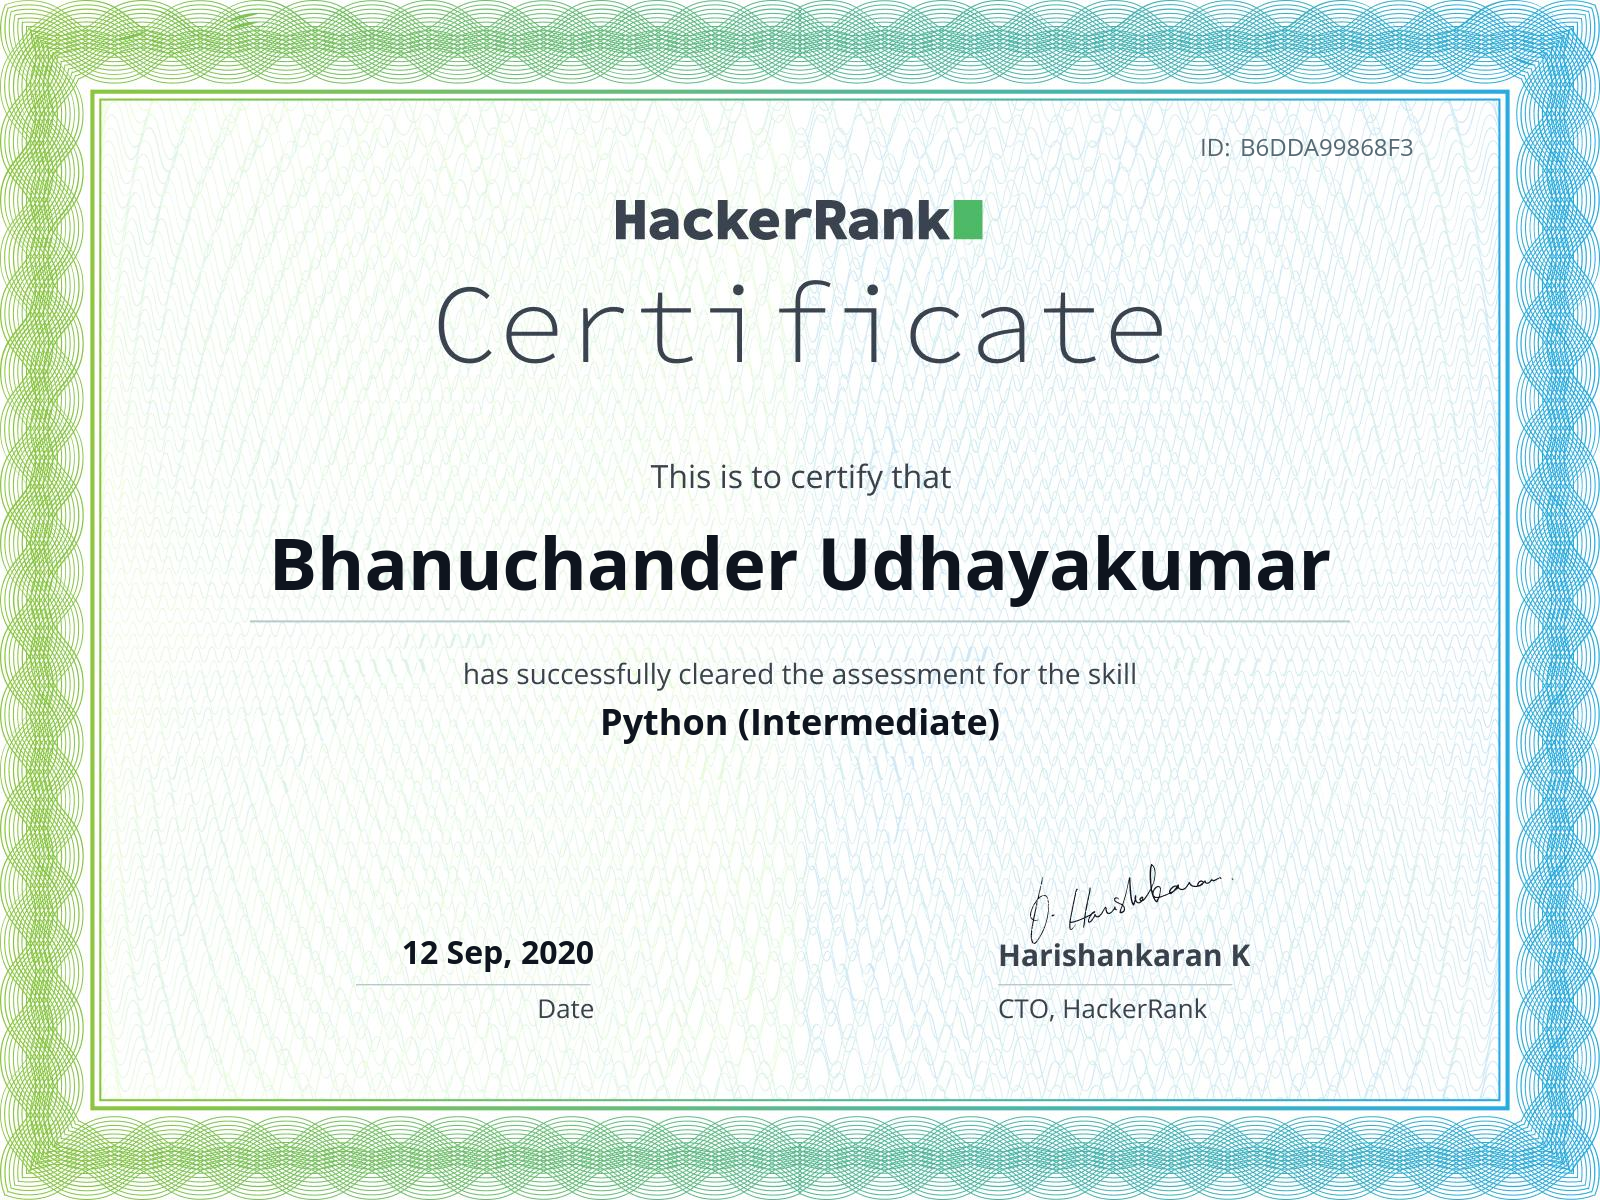 ID: B6DDA99868F3
HackerRank
Certificate
This is to certify that
Bhanuchander Udhayakumar
has successfully cleared the assessment for the skill
Python (Intermediate)
12 Sep, 2020
Date
Harishankaran
Harishankaran K
CTO, HackerRank